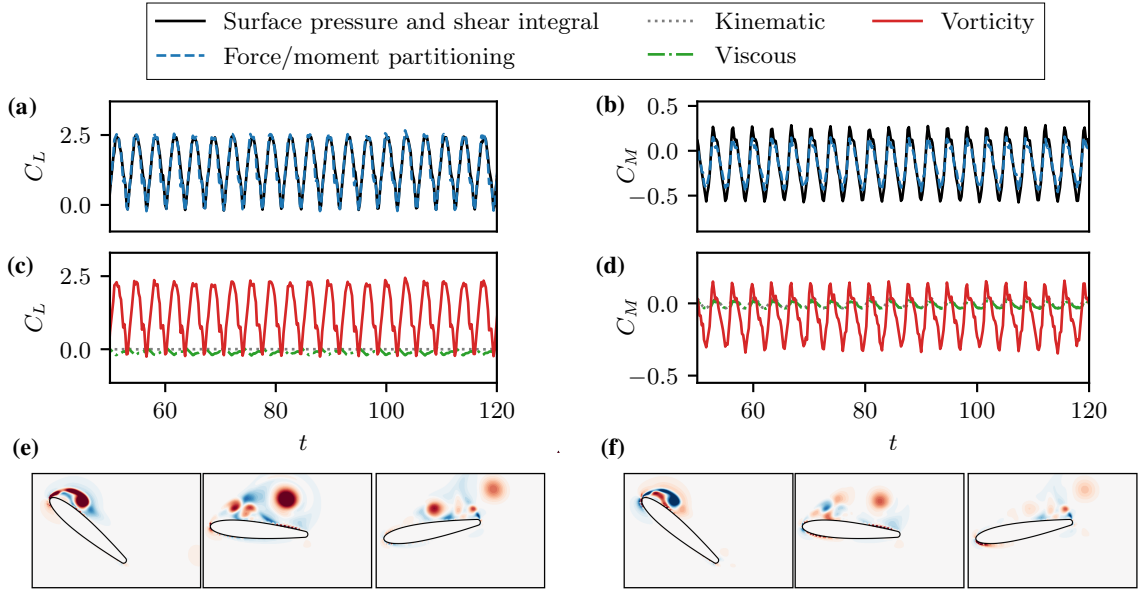 Surface pressure and shear integral
Kinematic
Vorticity
Force/moment partitioning
Viscous
(a)
C_L
2.5
0.0
(b)
C_M
0.5
0.0
−0.5
(c)
C_L
2.5
0.0
60
80
100
120
t
(d)
C_M
0.0
−0.5
60
80
100
120
t
(e)
(f)